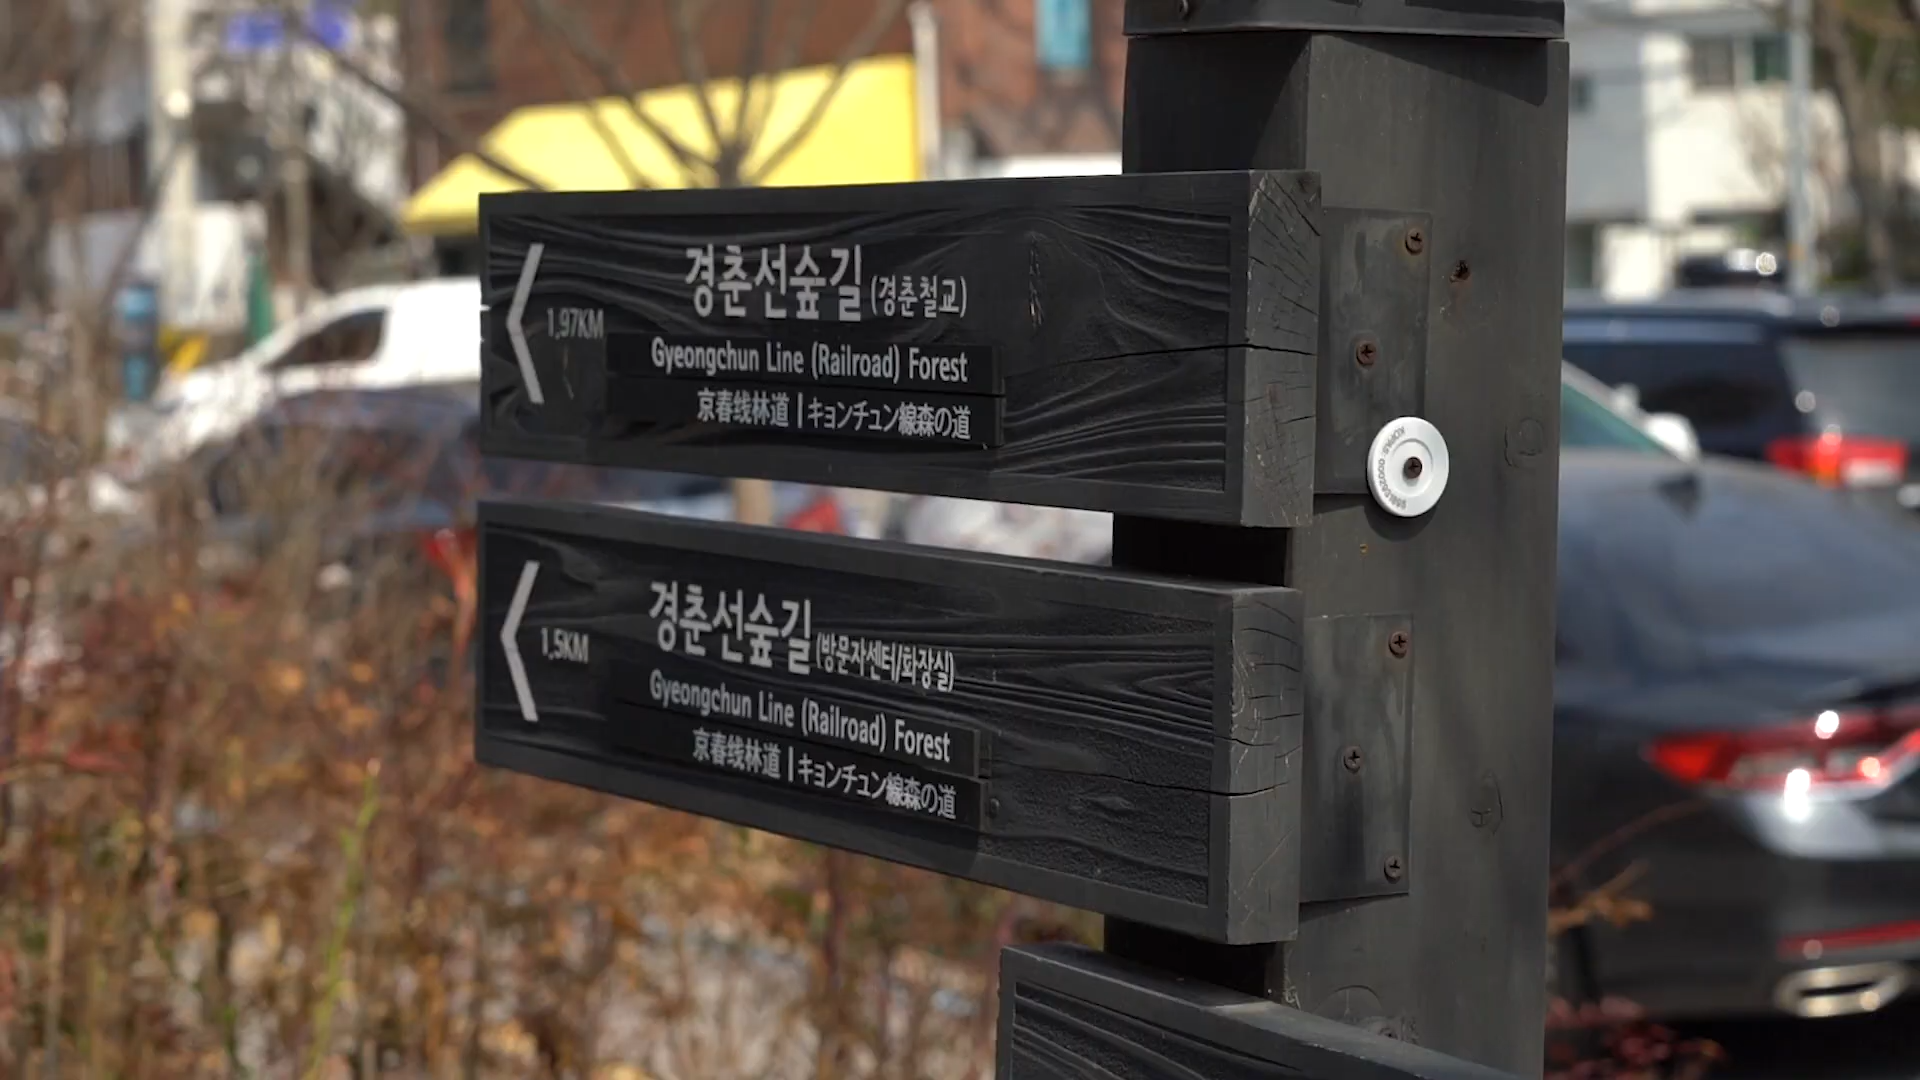 경춘선숲길 (경춘철교)
1.97KM
Gyeongchun Line (Railroad) Forest
京春线林道 | キョンチュン線森の道
경춘선숲길 (방문자센터/화장실)
1.5KM
Gyeongchun Line (Railroad) Forest
京春线林道 | キョンチュン線森の道